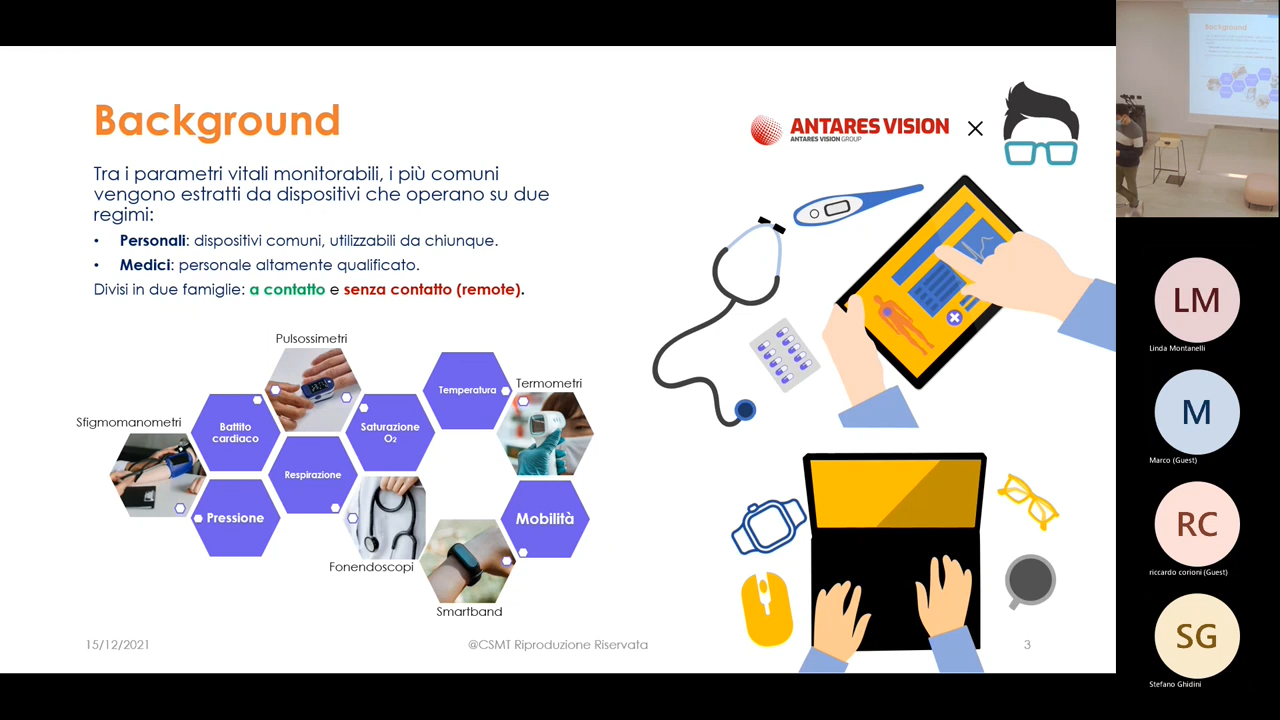 Background
ANTARES VISION
ANTARES VISION GROUP
Tra i parametri vitali monitorabili, i più comuni
vengono estratti da dispositivi che operano su due
regimi:
• Personali: dispositivi comuni, utilizzabili da chiunque.
• Medici: personale altamente qualificato.
Divisi in due famiglie: a contatto e senza contatto (remote).
Pulsossimetri
Temperatura
Termometri
Sfigmomanometri
Battito
cardiaco
Saturazione
O2
Respirazione
Pressione
Mobilità
Fonendoscopi
Smartband
15/12/2021
@CSMT Riproduzione Riservata
3
Background
LM
Linda Montanelli
M
Marco (Guest)
RC
riccardo corioni (Guest)
SG
Stefano Ghidini